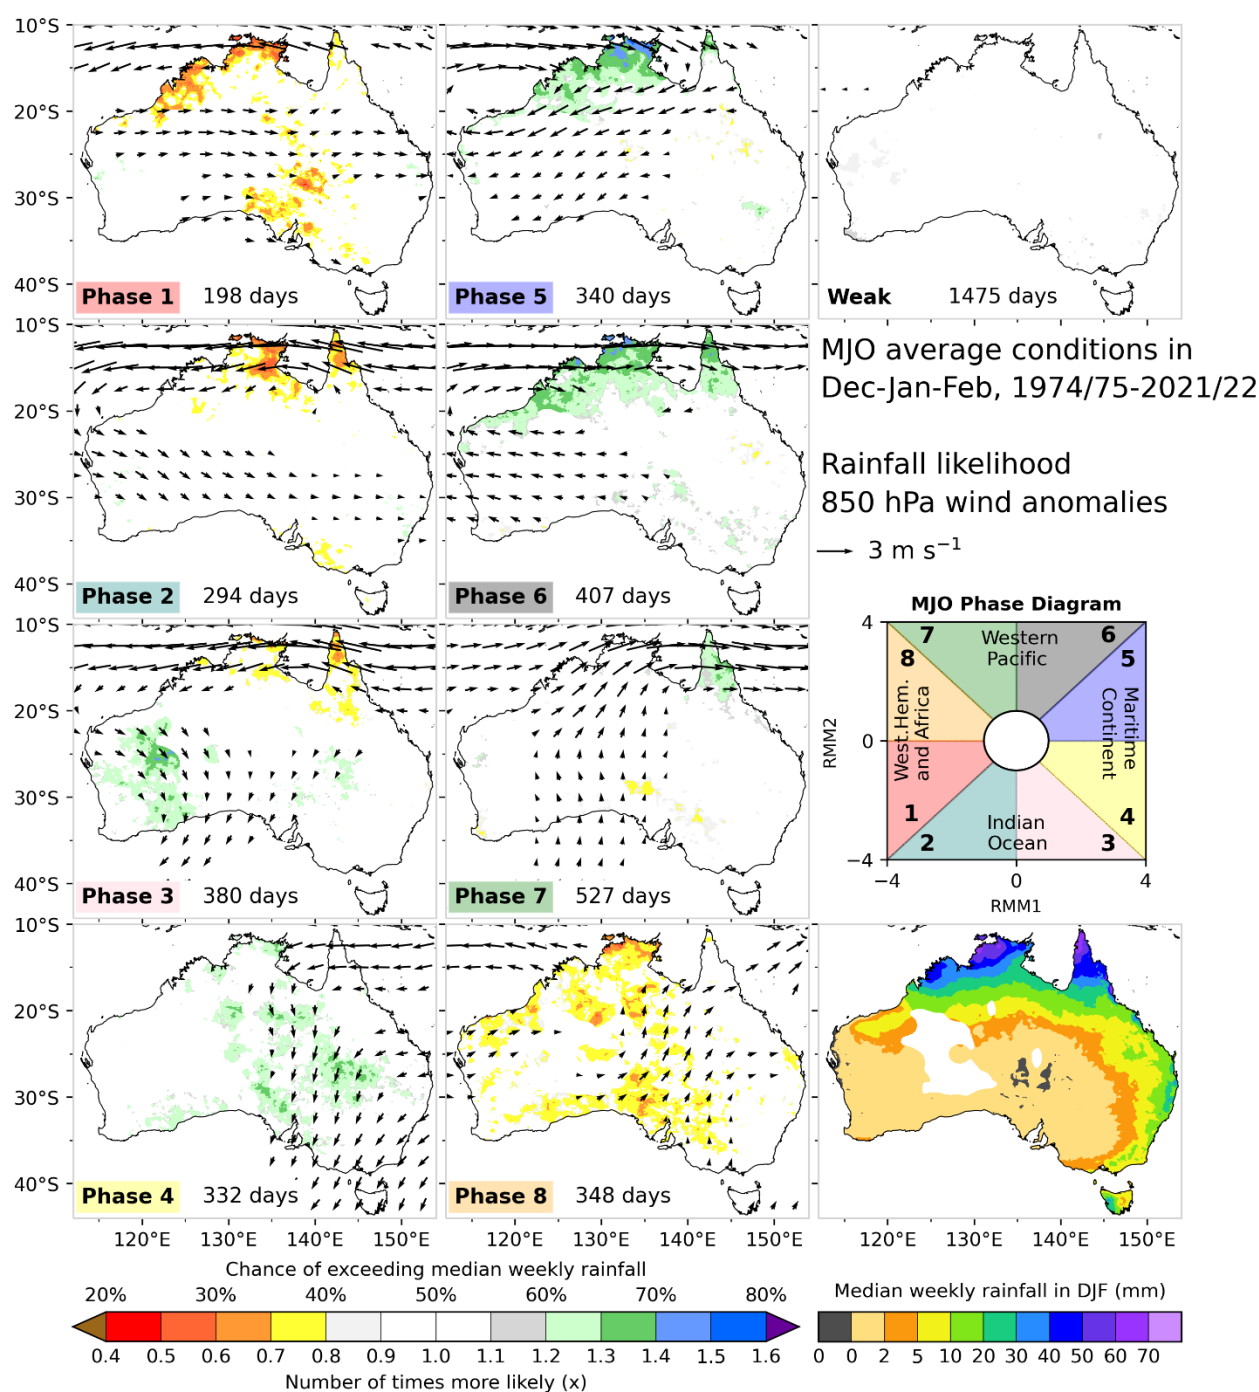 10°S
20°S
30°S
40°S
Phase 1 198 days
Phase 5 340 days
Weak 1475 days
10°S
20°S
30°S
40°S
Phase 2 294 days
Phase 6 407 days
MJO average conditions in
Dec-Jan-Feb, 1974/75-2021/22
Rainfall likelihood
850 hPa wind anomalies
3 m s⁻¹
10°S
20°S
30°S
40°S
Phase 3 380 days
Phase 7 527 days
MJO Phase Diagram
4
0
−4
RMM2
7
8
Western
Pacific
6
5
West.Hem.
and Africa
Maritime
Continent
1
2
Indian
Ocean
4
3
−4 0 4
RMM1
10°S
20°S
30°S
40°S
Phase 4 332 days
Phase 8 348 days
120°E 130°E 140°E 150°E
120°E 130°E 140°E 150°E
120°E 130°E 140°E 150°E
Chance of exceeding median weekly rainfall
20% 30% 40% 50% 60% 70% 80%
0.4 0.5 0.6 0.7 0.8 0.9 1.0 1.1 1.2 1.3 1.4 1.5 1.6
Number of times more likely (x)
Median weekly rainfall in DJF (mm)
0 0 2 5 10 20 30 40 50 60 70